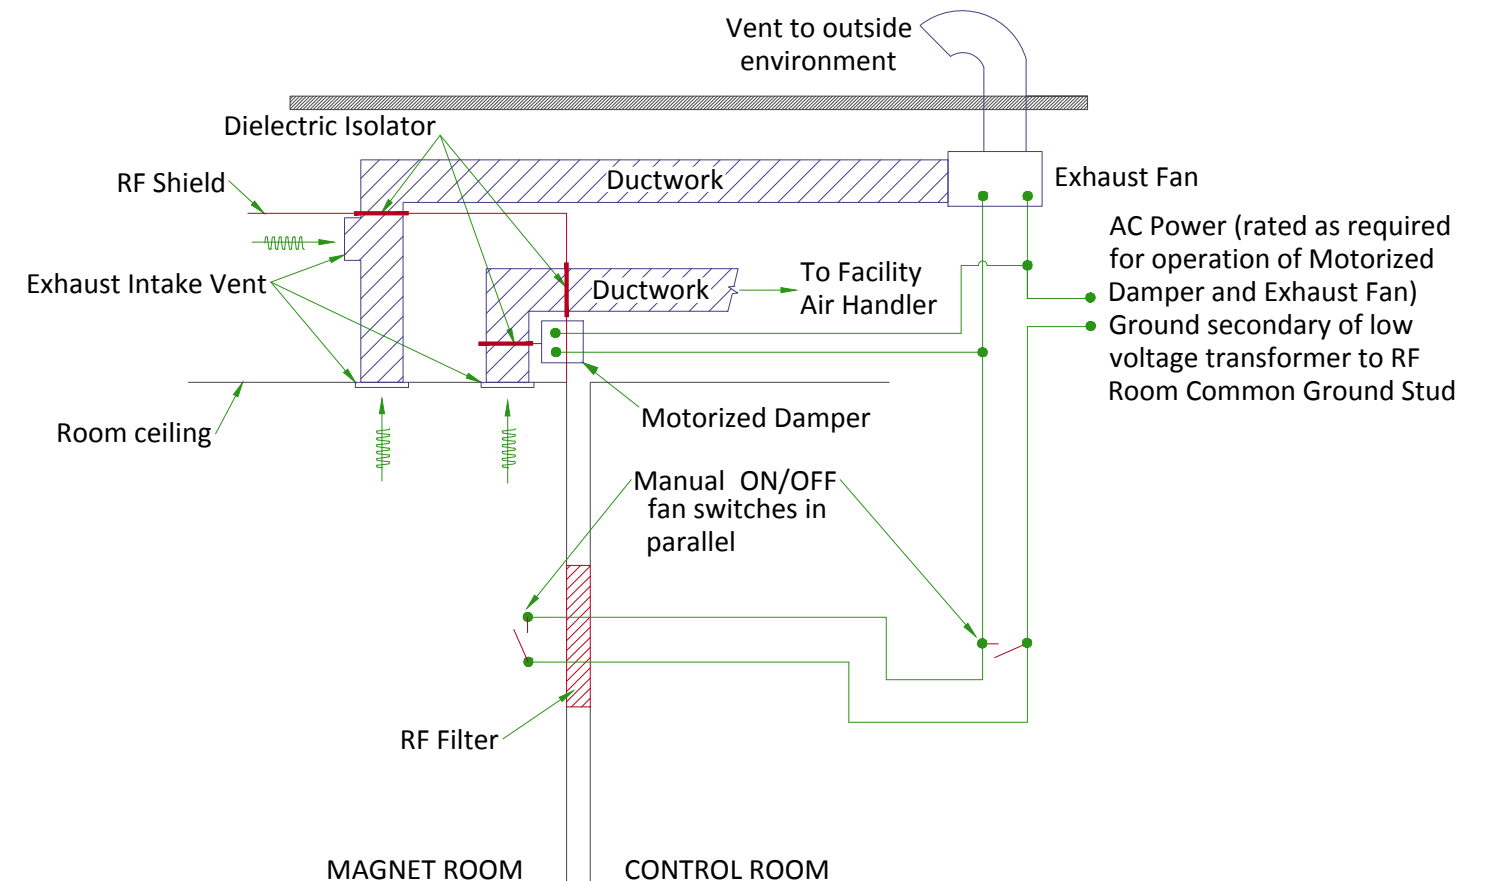 Vent to outside
environment
Dielectric Isolator
RF Shield
Ductwork
Exhaust Fan
AC Power (rated as required
for operation of Motorized
Damper and Exhaust Fan)
Ground secondary of low
voltage transformer to RF
Room Common Ground Stud
Exhaust Intake Vent
Ductwork
To Facility
Air Handler
Room ceiling
Motorized Damper
Manual ON/OFF
fan switches in
parallel
RF Filter
MAGNET ROOM
CONTROL ROOM